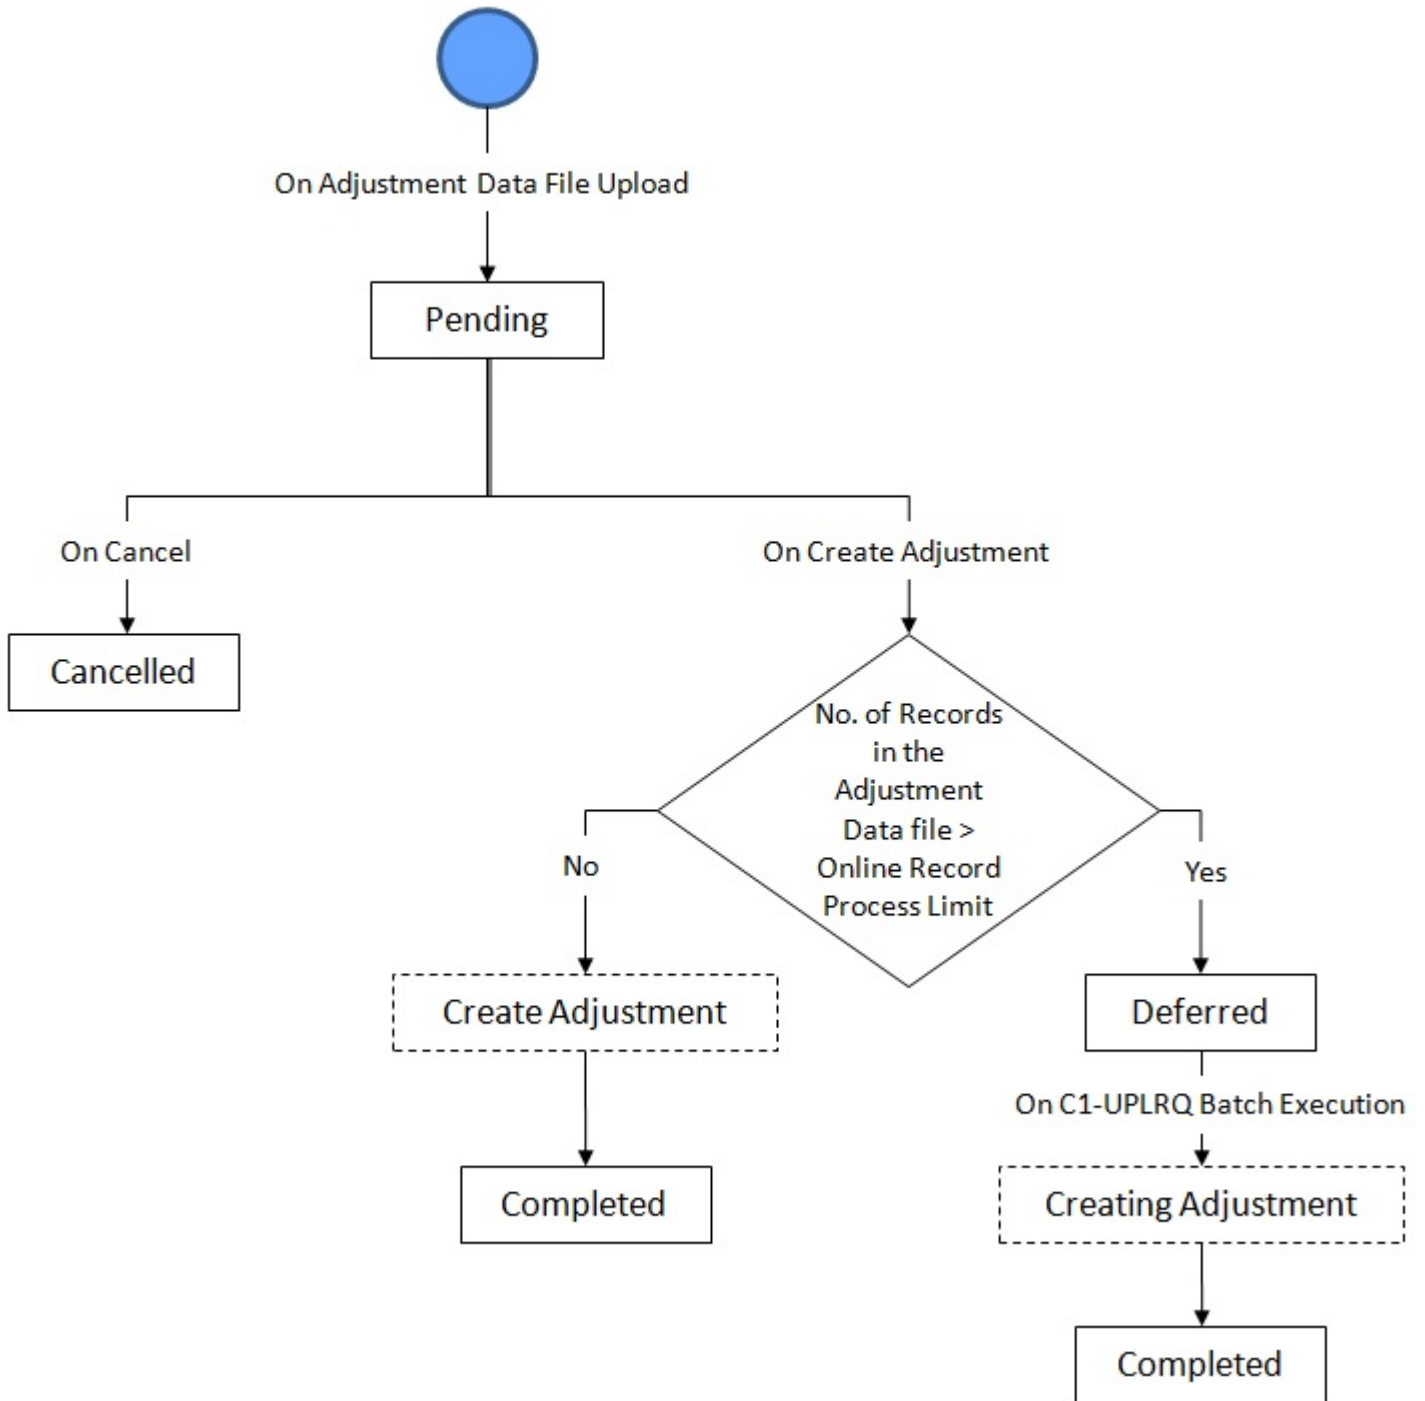 On Adjustment Data File Upload
Pending
On Cancel
On Create Adjustment
Cancelled
No. of Records
in the
Adjustment
Data file >
Online Record
Process Limit
No
Yes
Create Adjustment
Deferred
On C1-UPLRQ Batch Execution
Completed
Creating Adjustment
Completed